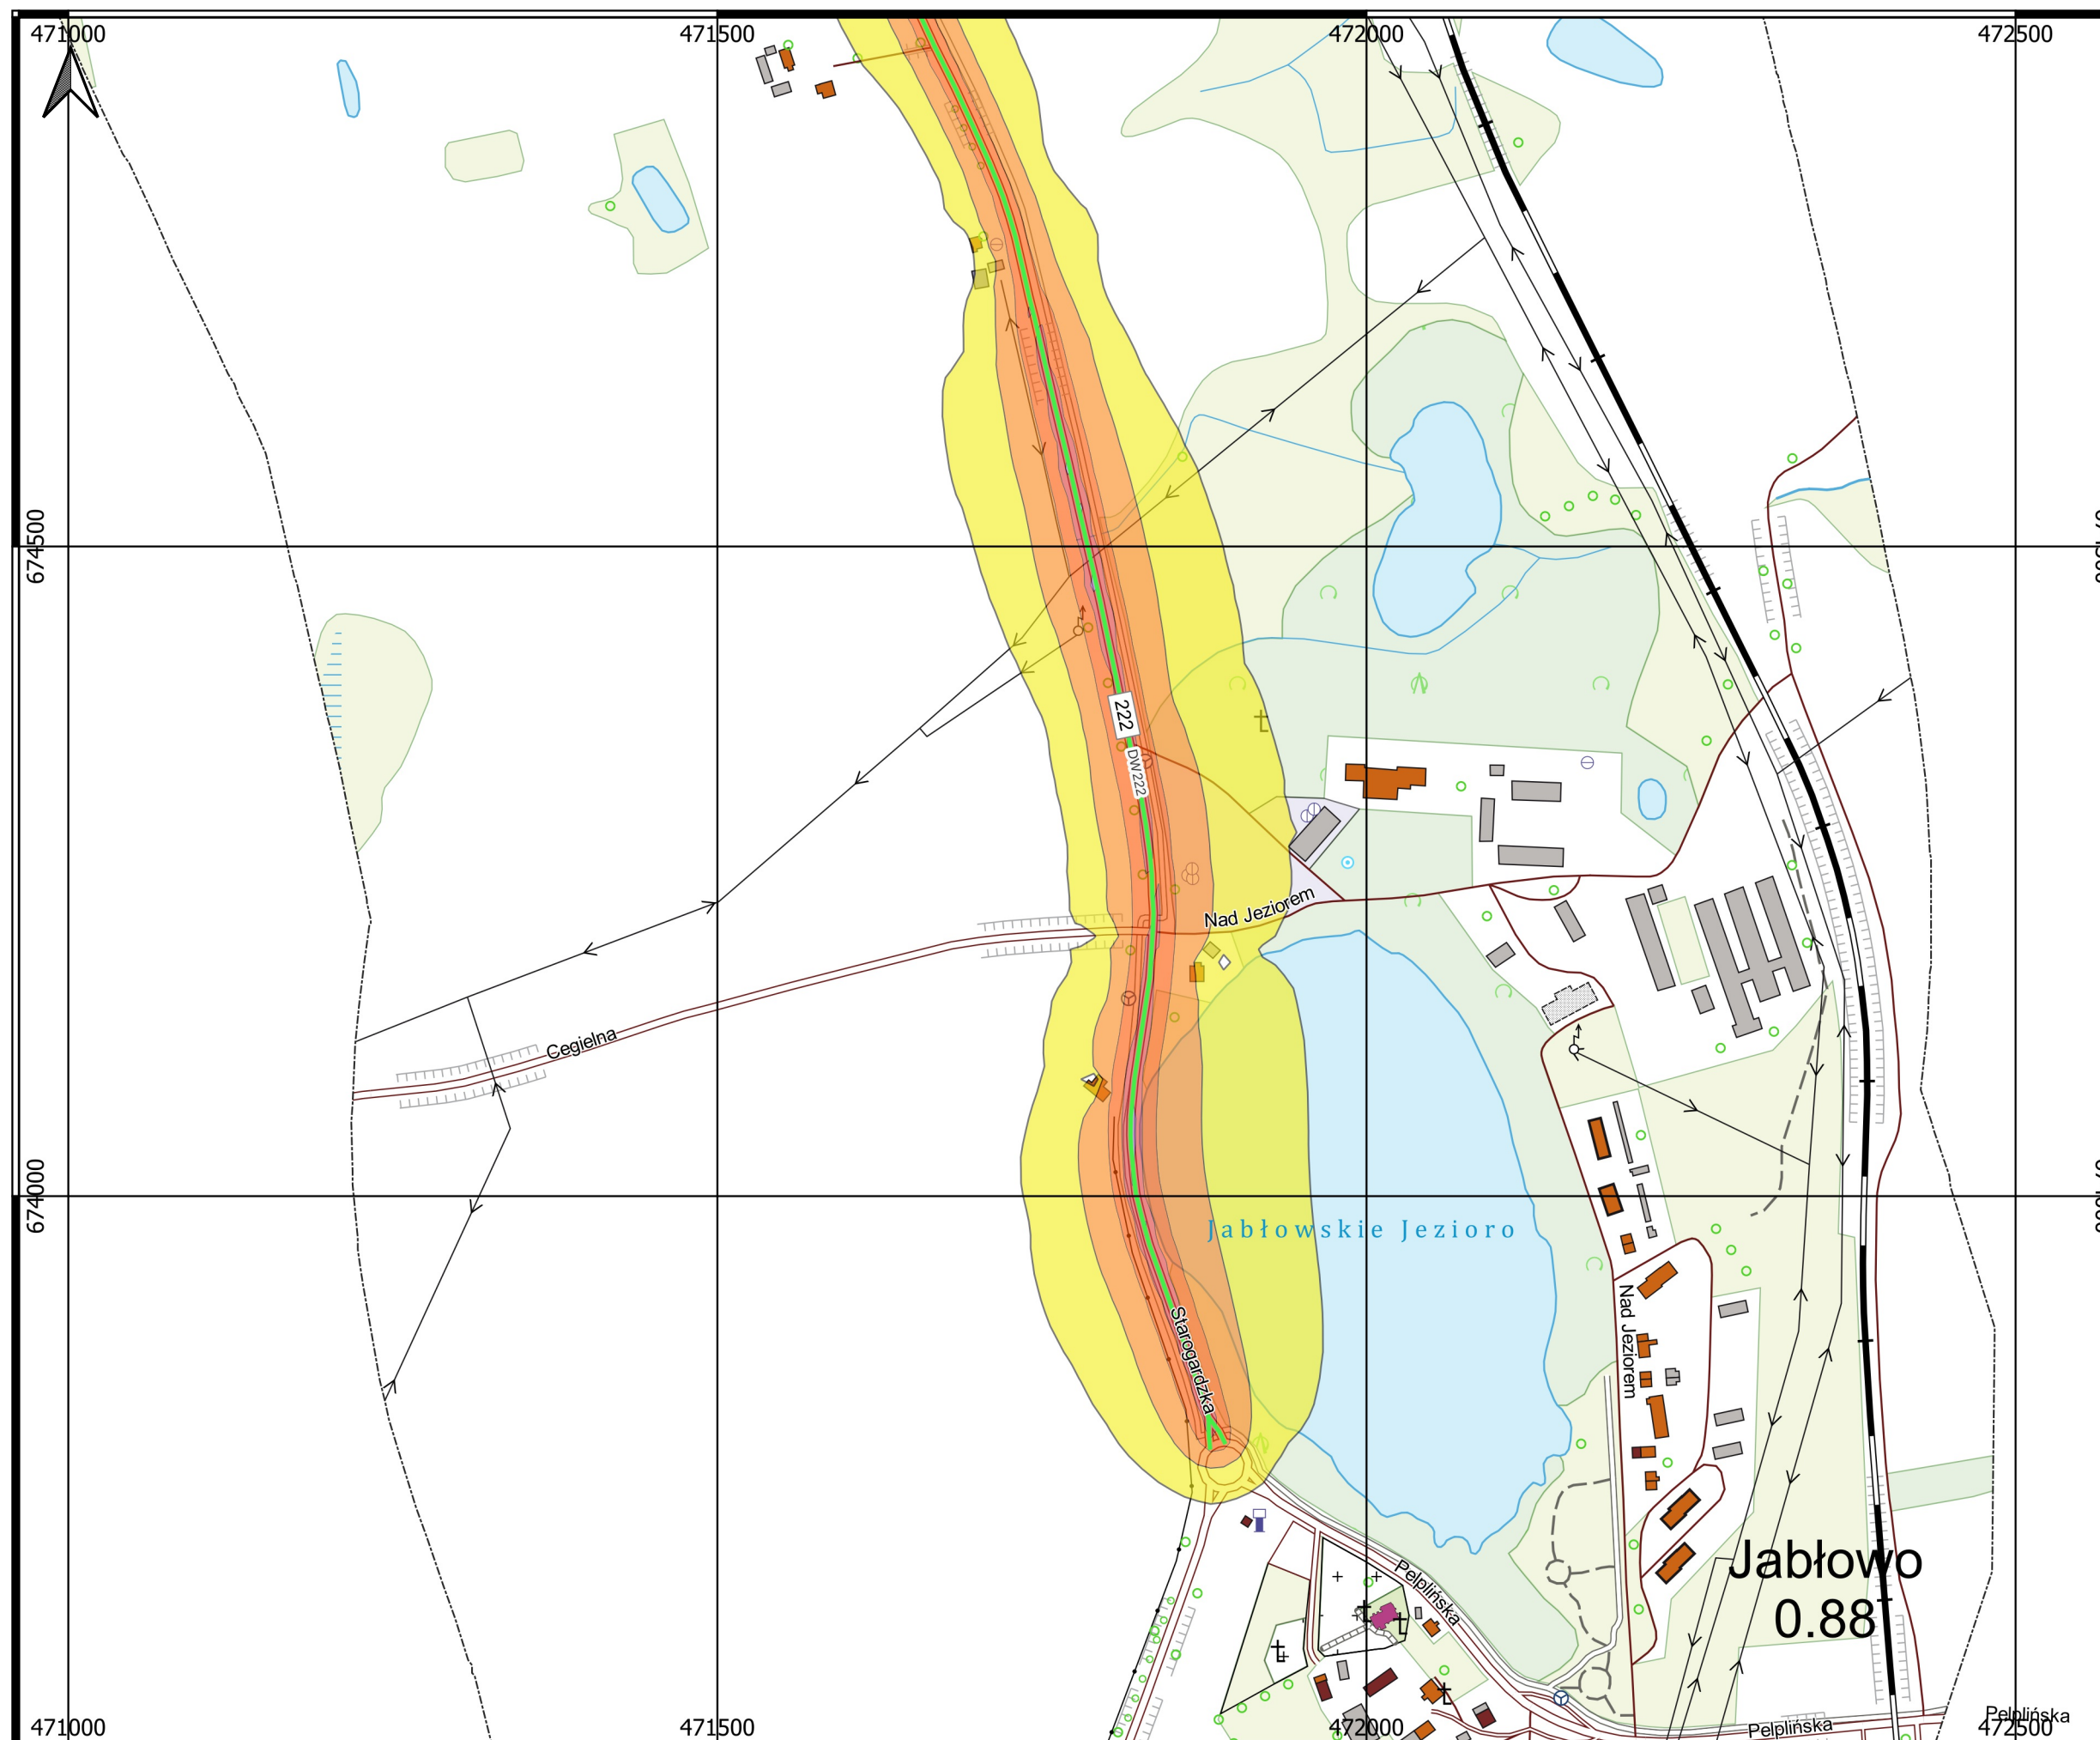 471000
471500
472000
472500
674500
222
DW222
Nad Jeziorem
Cegielna
674000
Jabłowskie Jezioro
Nad Jeziorem
Starogardzka
Jabłowo
0.88
Pelplińska
Pelplińska
Pelplińska
471000
471500
472000
472500